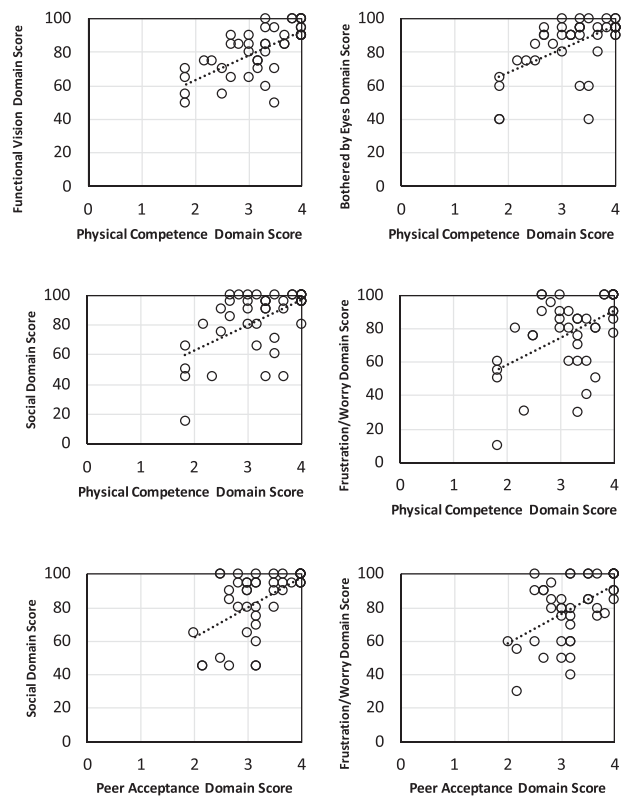 Functional Vision Domain Score
100
80
60
40
20
0
0 1 2 3 4
Physical Competence Domain Score
Bothered by Eyes Domain Score
100
80
60
40
20
0
0 1 2 3 4
Physical Competence Domain Score
Social Domain Score
100
80
60
40
20
0
0 1 2 3 4
Physical Competence Domain Score
Frustration/Worry Domain Score
100
80
60
40
20
0
0 1 2 3 4
Physical Competence Domain Score
Social Domain Score
100
80
60
40
20
0
0 1 2 3 4
Peer Acceptance Domain Score
Frustration/Worry Domain Score
100
80
60
40
20
0
0 1 2 3 4
Peer Acceptance Domain Score